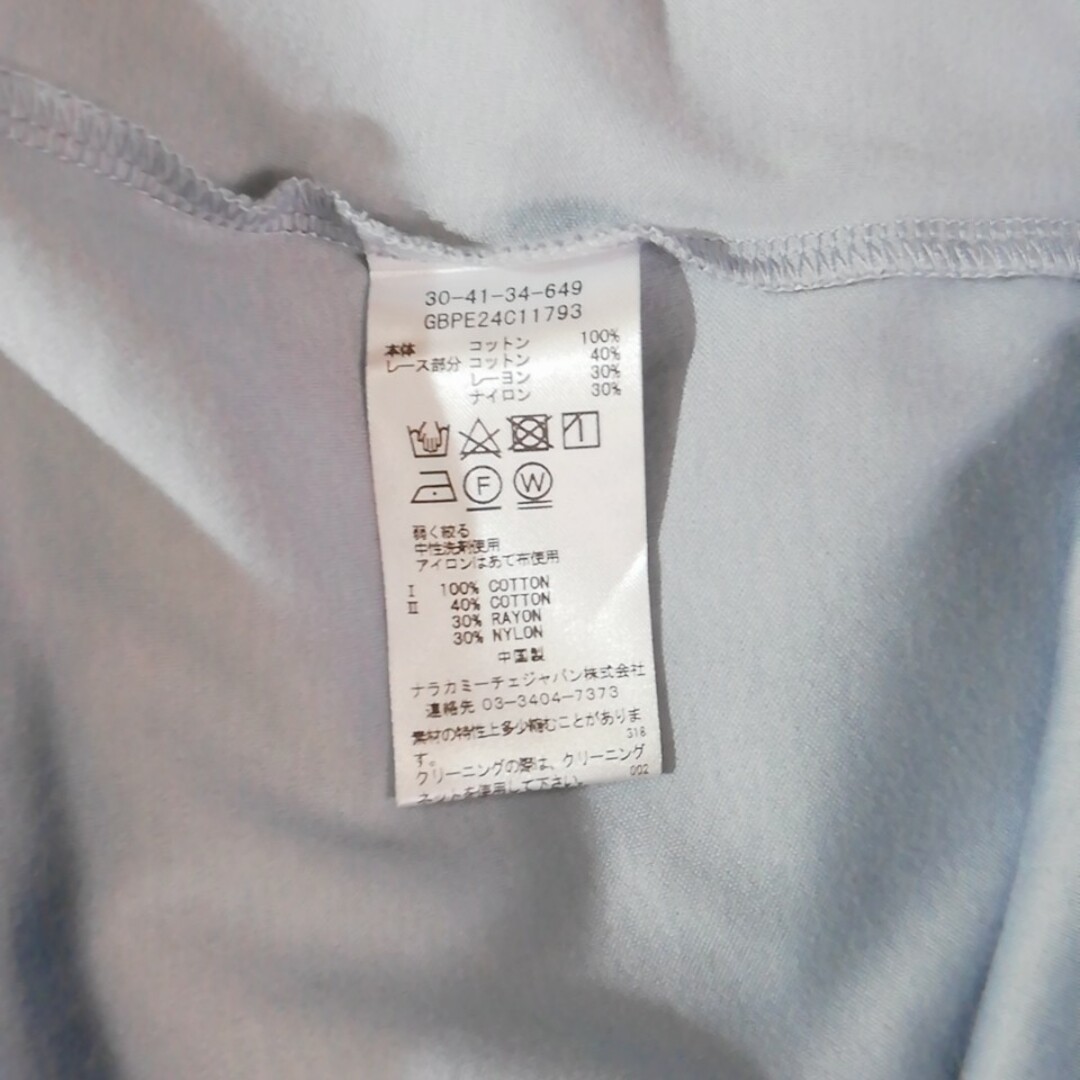 30-41-34-649
GBPE24C11793
本体 コットン 100%
レース部分 コットン 40%
レーヨン 30%
ナイロン 30%
F W
弱く絞る
中性洗剤使用
アイロンはあて布使用
I 100% COTTON
II 40% COTTON
30% RAYON
30% NYLON
中国製
ナラカミーチェジャパン株式会社
連絡先 03-3404-7373
素材の特性上多少縮むことがありま
す。 318
クリーニングの際は、クリーニング
ネットを使用して下さい。 002